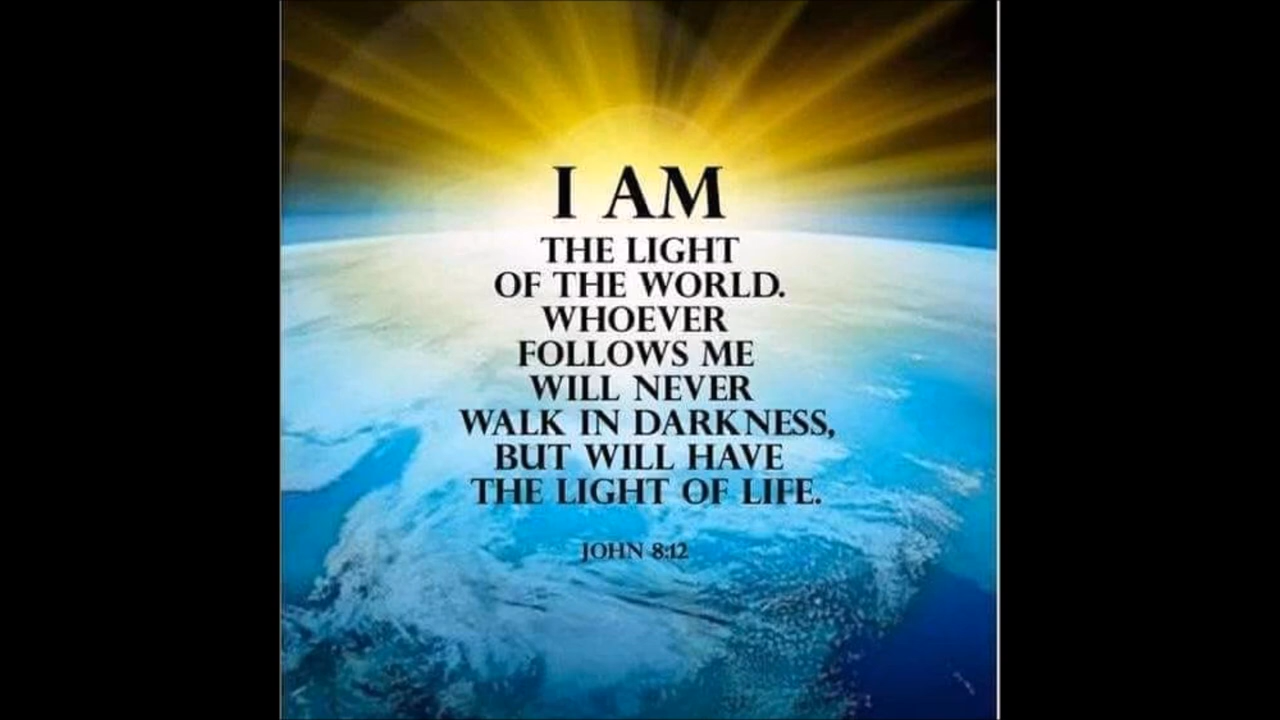 I AM
THE LIGHT
OF THE WORLD.
WHOEVER
FOLLOWS ME
WILL NEVER
WALK IN DARKNESS,
BUT WILL HAVE
THE LIGHT OF LIFE.
JOHN 8:12